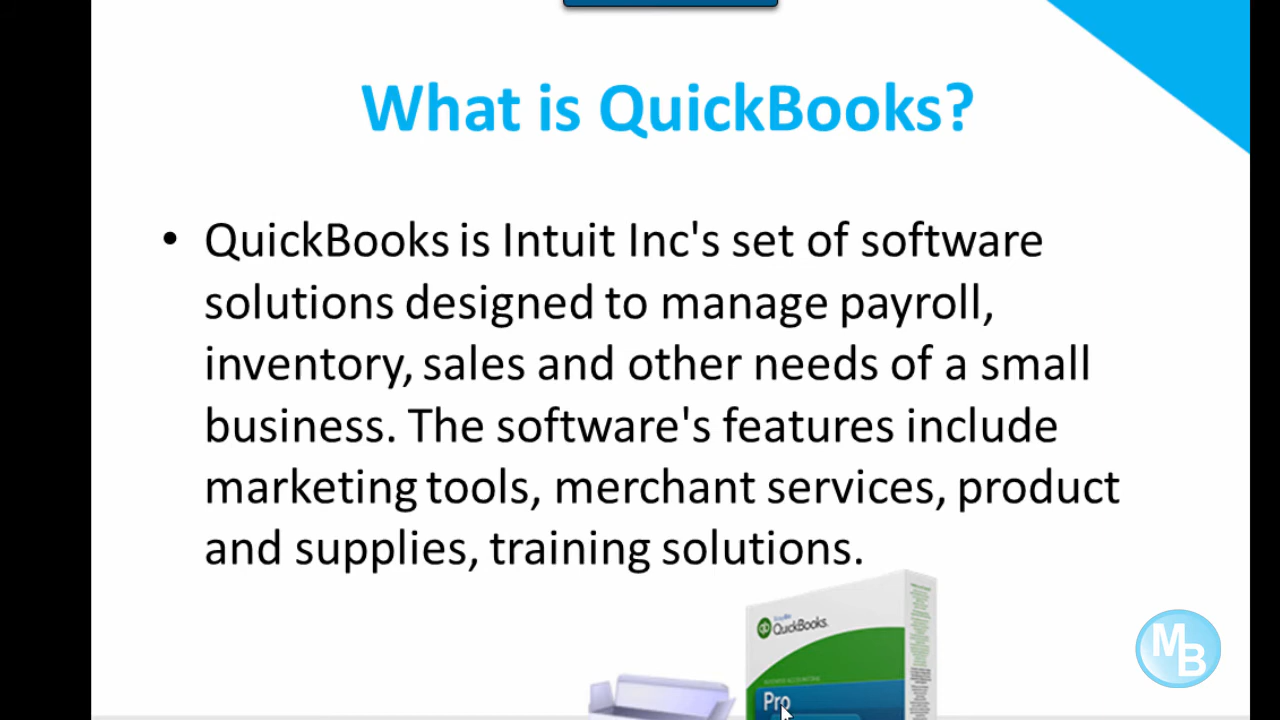 What is QuickBooks?
• QuickBooks is Intuit Inc's set of software
solutions designed to manage payroll,
inventory, sales and other needs of a small
business. The software's features include
marketing tools, merchant services, product
and supplies, training solutions.
QuickBooks.
Pro
MB